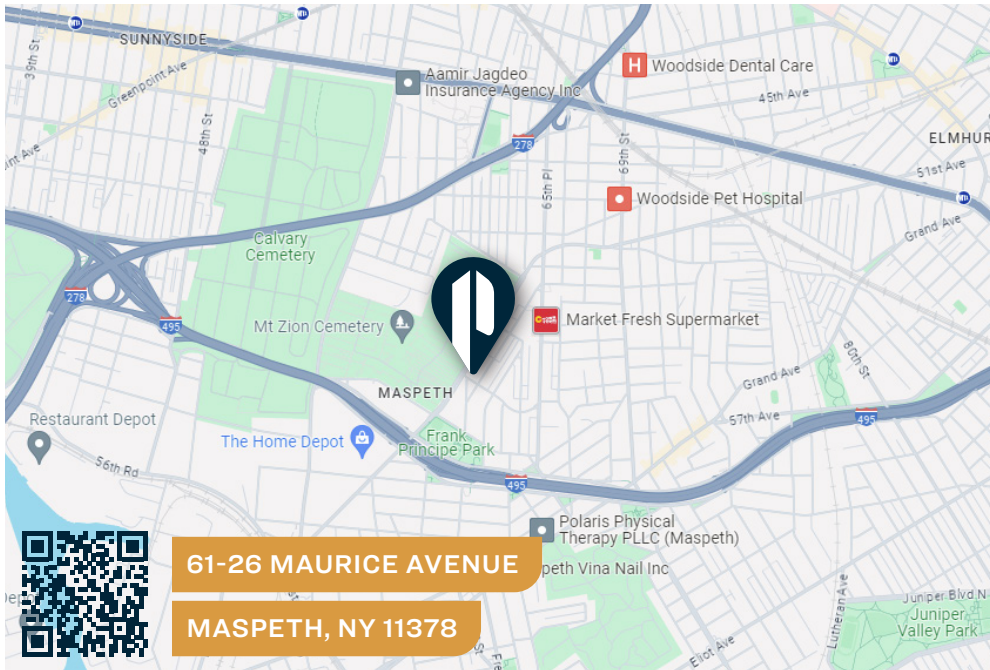 SUNNYSIDE
39th St
Greenpoint Ave
48th St
Aamir Jagdeo
Insurance Agency Inc
Woodside Dental Care
45th Ave
ELMHUR
51st Ave
278
69th St
65th Pl
Woodside Pet Hospital
Grand Ave
Calvary
Cemetery
278
495
Mt Zion Cemetery
Market Fresh Supermarket
80th St
MASPETH
Grand Ave
57th Ave
495
Restaurant Depot
The Home Depot
Frank
Principe Park
56th Rd
495
Polaris Physical
Therapy PLLC (Maspeth)
61-26 MAURICE AVENUE
peth Vina Nail Inc
MASPETH, NY 11378
Lutheran Ave
Juniper Blvd N
Juniper
Valley Park
Eliot Ave